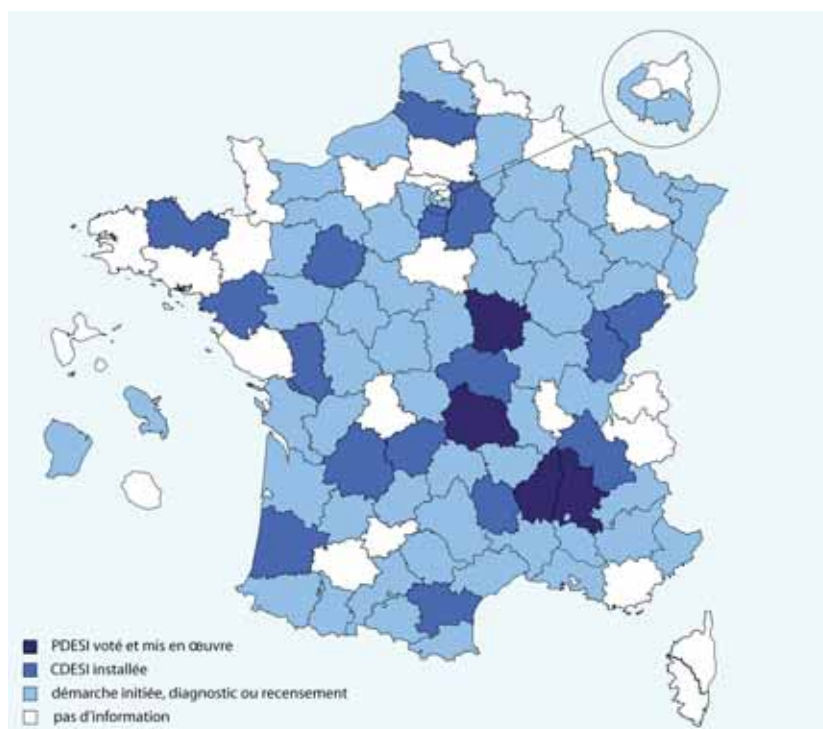 PDESI voté et mis en œuvre
CDESI installée
démarche initiée, diagnostic ou recensement
pas d'information